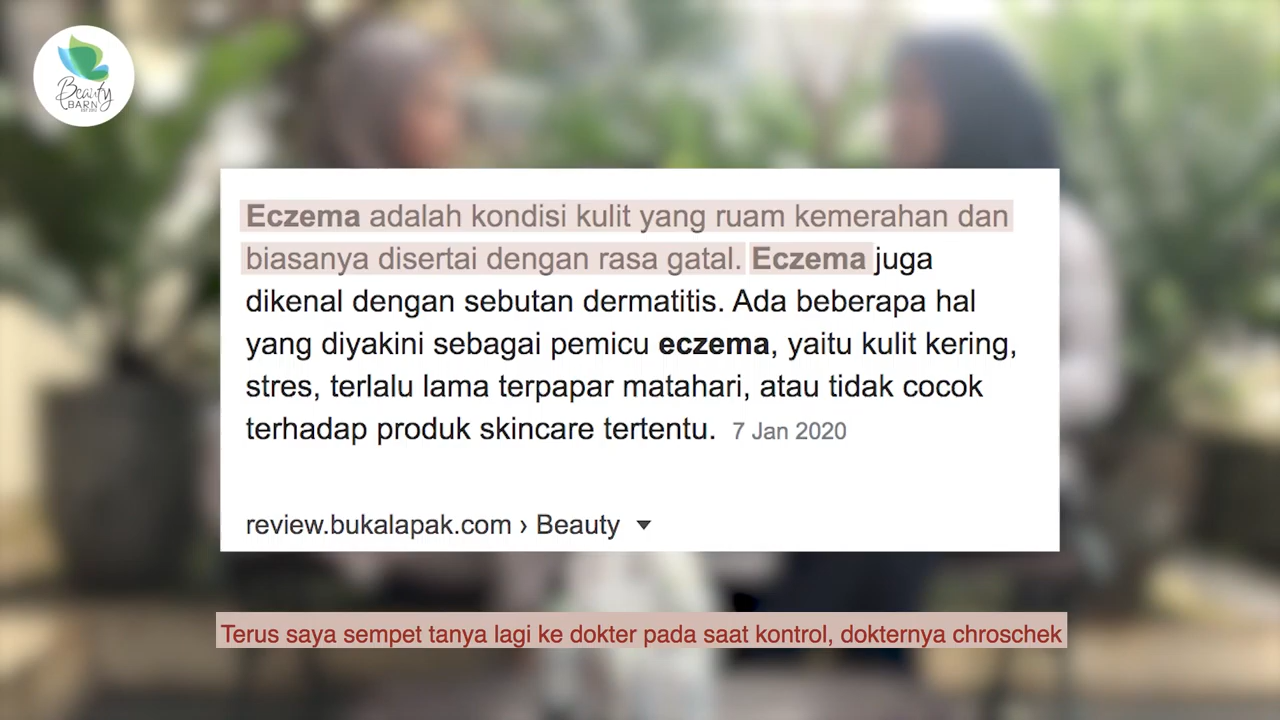 Beauty
BARN
Eczema adalah kondisi kulit yang ruam kemerahan dan
biasanya disertai dengan rasa gatal. Eczema juga
dikenal dengan sebutan dermatitis. Ada beberapa hal
yang diyakini sebagai pemicu eczema, yaitu kulit kering,
stres, terlalu lama terpapar matahari, atau tidak cocok
terhadap produk skincare tertentu. 7 Jan 2020
review.bukalapak.com › Beauty ▼
Terus saya sempet tanya lagi ke dokter pada saat kontrol, dokternya chroschek